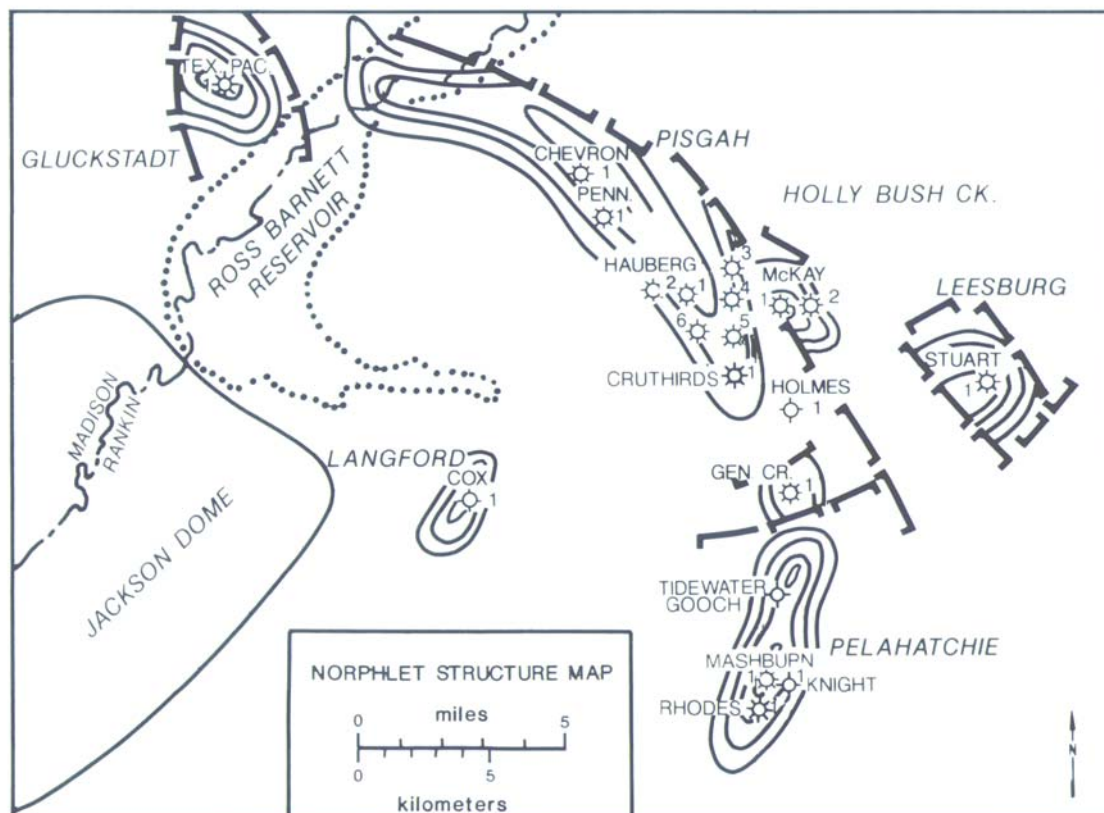 TEX. PAC.
1
GLUCKSTADT
ROSS BARNETT
RESERVOIR
PISGAH
CHEVRON
1
PENN.
1
HOLLY BUSH CK.
HAUBERG
2
1
3
4
5
6
McKAY
1
2
LEESBURG
STUART
1
CRUTHIRDS
1
HOLMES
1
MADISON
RANKIN
JACKSON DOME
LANGFORD
COX
1
GEN CR.
1
TIDEWATER
GOOCH
PELAHATCHIE
MASHBURN
1
1
KNIGHT
RHODES
1
NORPHLET STRUCTURE MAP
0 miles 5
0 5
kilometers
N